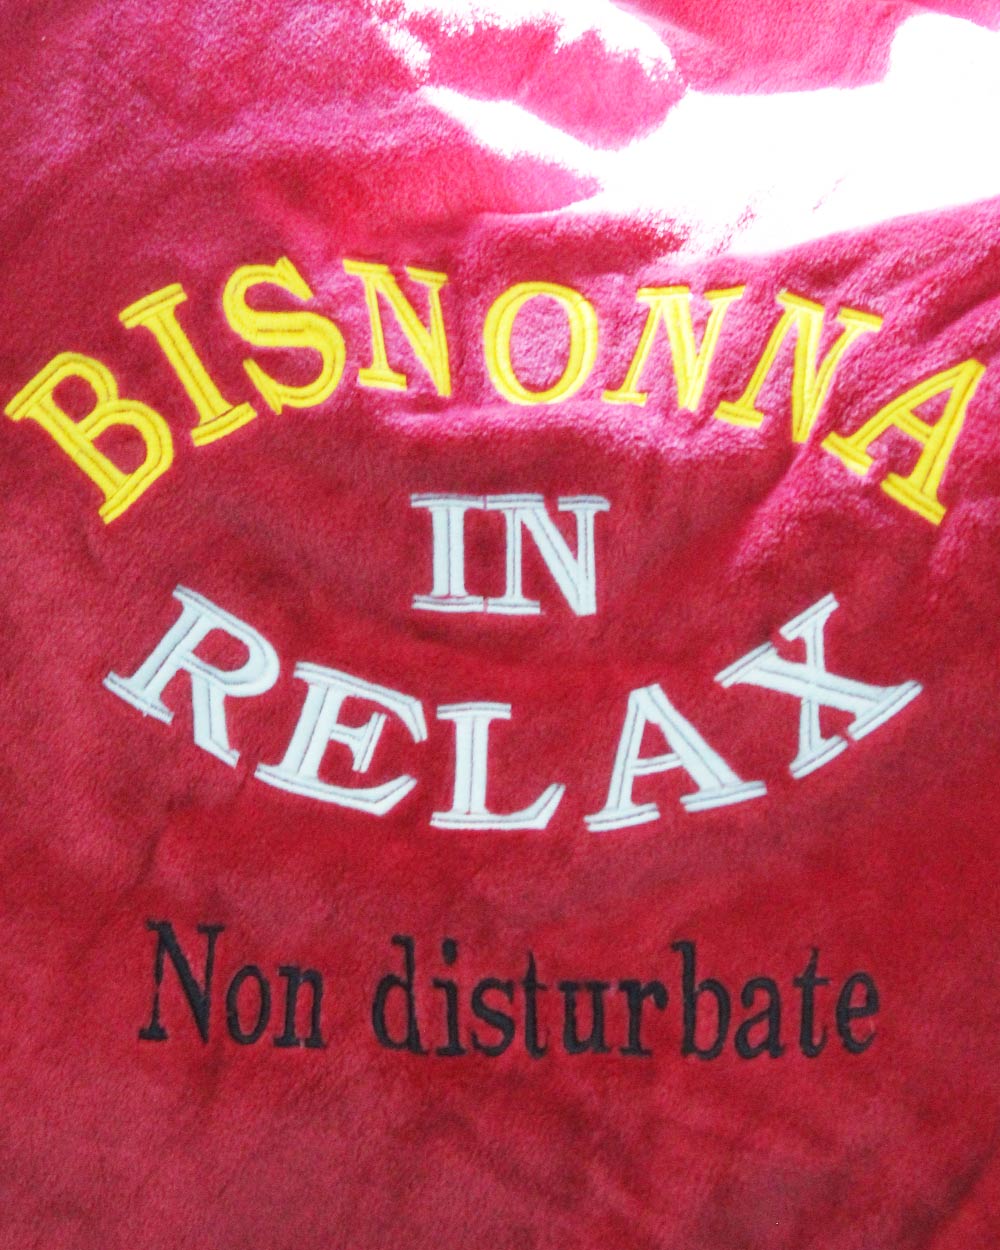 BISNONNA
IN
RELAX
Non disturbate